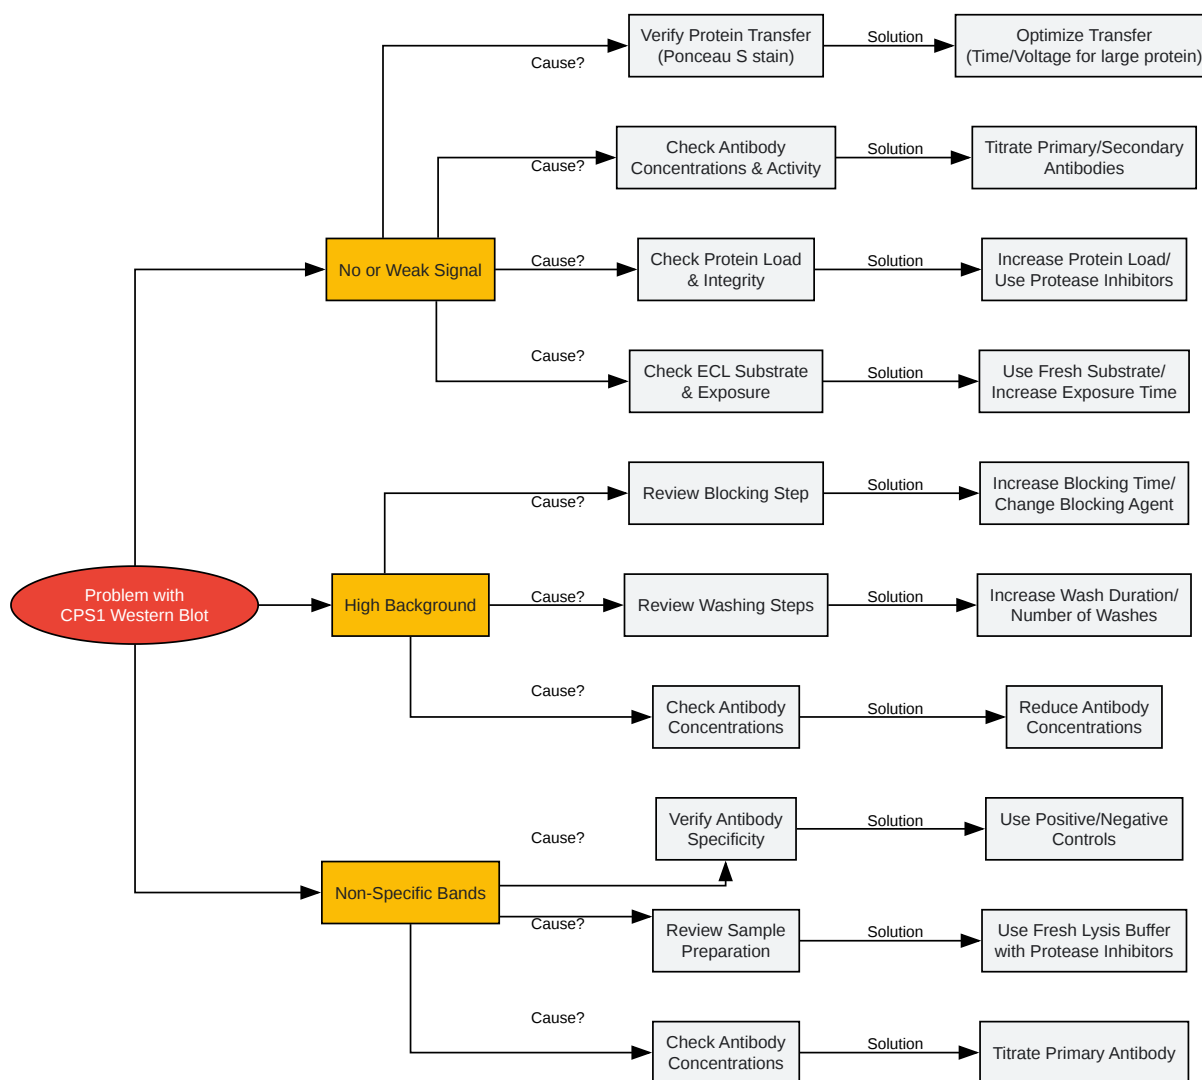 Verify Protein Transfer
(Ponceau S stain)
Solution
Optimize Transfer
(Time/Voltage for large protein)
Cause?
Check Antibody
Concentrations & Activity
Solution
Titrate Primary/Secondary
Antibodies
Cause?
No or Weak Signal
Cause?
Check Protein Load
& Integrity
Solution
Increase Protein Load/
Use Protease Inhibitors
Cause?
Check ECL Substrate
& Exposure
Solution
Use Fresh Substrate/
Increase Exposure Time
Review Blocking Step
Solution
Increase Blocking Time/
Change Blocking Agent
Cause?
Problem with
CPS1 Western Blot
High Background
Cause?
Review Washing Steps
Solution
Increase Wash Duration/
Number of Washes
Cause?
Check Antibody
Concentrations
Solution
Reduce Antibody
Concentrations
Verify Antibody
Specificity
Solution
Use Positive/Negative
Controls
Cause?
Non-Specific Bands
Cause?
Review Sample
Preparation
Solution
Use Fresh Lysis Buffer
with Protease Inhibitors
Cause?
Check Antibody
Concentrations
Solution
Titrate Primary Antibody